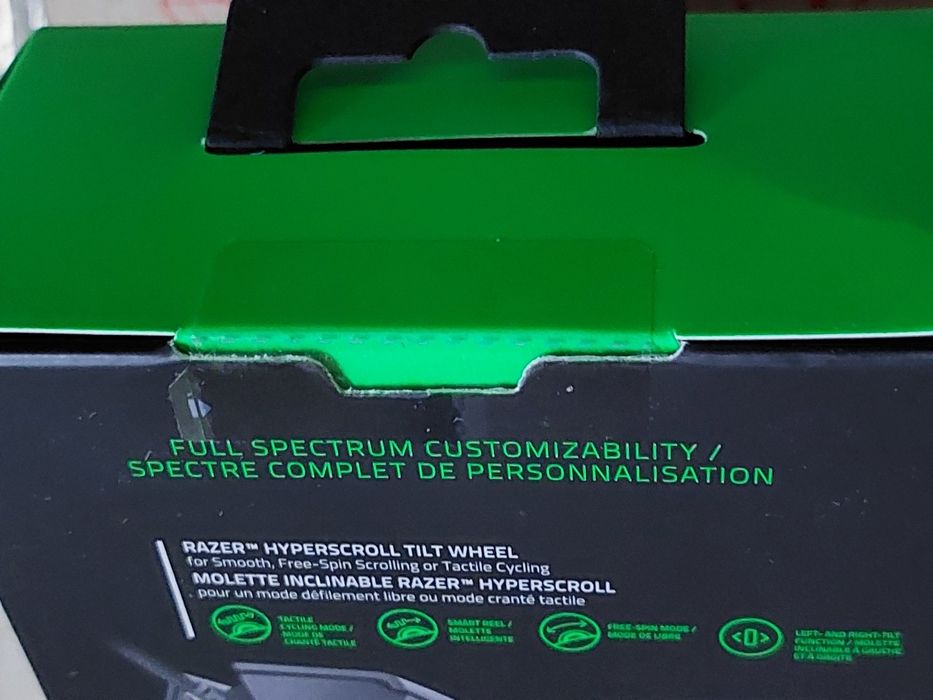 FULL SPECTRUM CUSTOMIZABILITY /
SPECTRE COMPLET DE PERSONNALISATION
RAZER™ HYPERSCROLL TILT WHEEL
for Smooth, Free-Spin Scrolling or Tactile Cycling
MOLETTE INCLINABLE RAZER™ HYPERSCROLL
pour un mode défilement libre ou mode cranté tactile
TACTILE
CYCLING MODE /
MODE DE
CRANTÉ TACTILE
SMART REEL /
MOLETTE
INTELLIGENTE
FREE-SPIN MODE /
MODE DE LIBRE
LEFT- AND RIGHT-TILT
FUNCTION / MOLETTE
INCLINABLE À GAUCHE
ET À DROITE